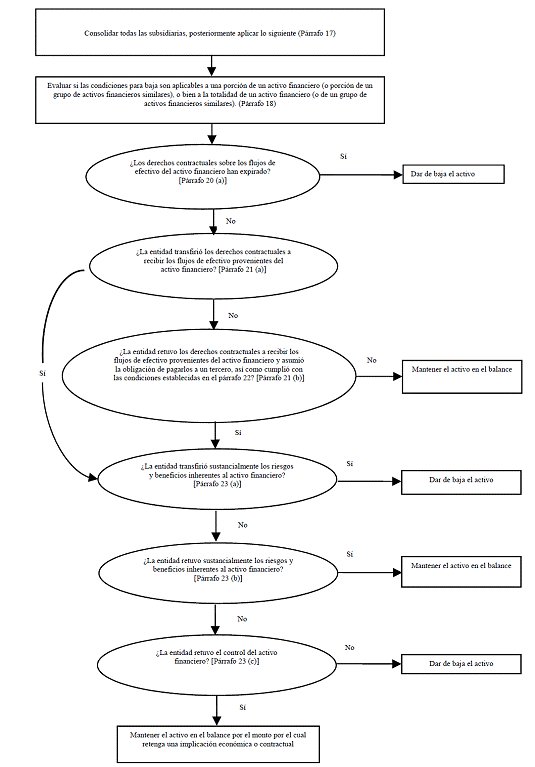 Consolidar todas las subsidiarias, posteriormente aplicar lo siguiente (Párrafo 17)
Evaluar si las condiciones para baja son aplicables a una porción de un activo financiero (o porción de un
grupo de activos financieros similares), o bien a la totalidad de un activo financiero (o de un grupo de
activos financieros similares). (Párrafo 18)
¿Los derechos contractuales sobre los flujos de
efectivo del activo financiero han expirado?
[Párrafo 20 (a)]
Sí
Dar de baja el activo
No
¿La entidad transfirió los derechos contractuales a
recibir los flujos de efectivo provenientes del
activo financiero? [Párrafo 21 (a)]
No
Sí
¿La entidad retuvo los derechos contractuales a recibir los
flujos de efectivo provenientes del activo financiero y asumió
la obligación de pagarlos a un tercero, así como cumplió con
las condiciones establecidas en el párrafo 22? [Párrafo 21 (b)]
No
Mantener el activo en el balance
Sí
¿La entidad transfirió sustancialmente los riesgos
y beneficios inherentes al activo financiero?
[Párrafo 23 (a)]
Sí
Dar de baja el activo
No
¿La entidad retuvo sustancialmente los riesgos y
beneficios inherentes al activo financiero?
[Párrafo 23 (b)]
Sí
Mantener el activo en el balance
No
¿La entidad retuvo el control del activo
financiero? [Párrafo 23 (c)]
No
Dar de baja el activo
Sí
Mantener el activo en el balance por el monto por el cual
retenga una implicación económica o contractual